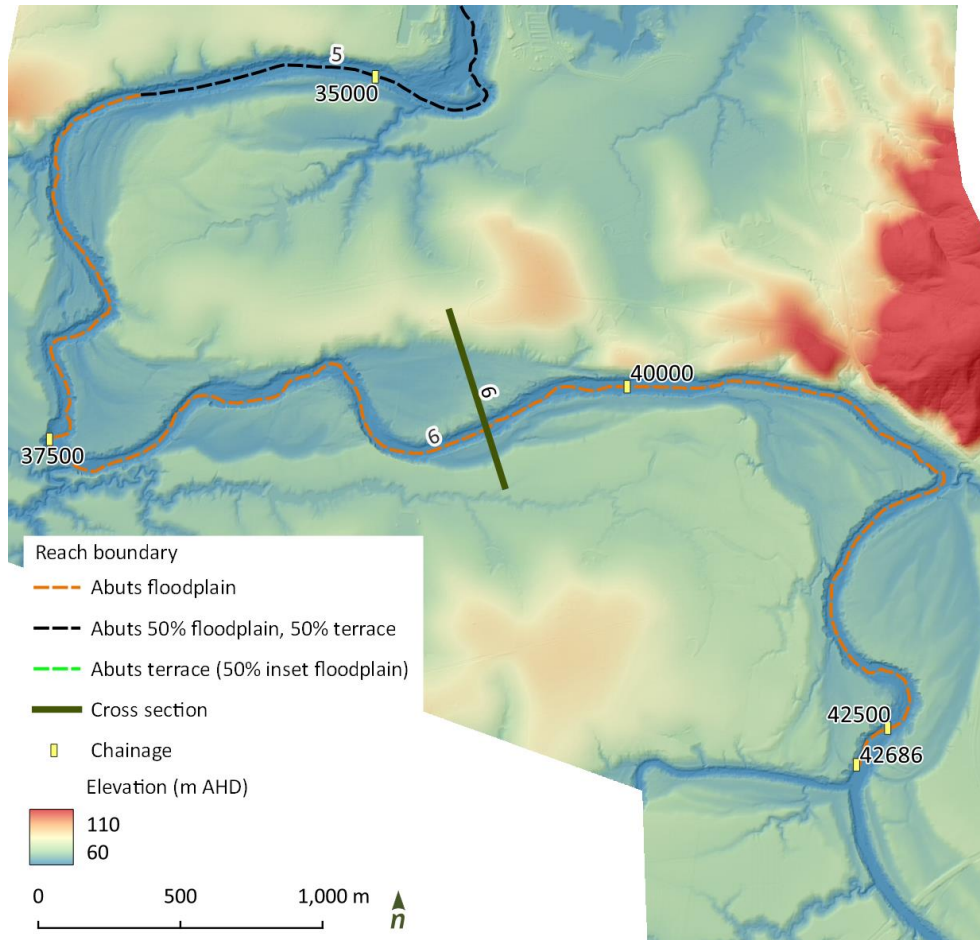 5
35000
6
40000
6
37500
42500
42686
Reach boundary
Abuts floodplain
Abuts 50% floodplain, 50% terrace
Abuts terrace (50% inset floodplain)
Cross section
Chainage
Elevation (m AHD)
110
60
0 500 1,000 m
n